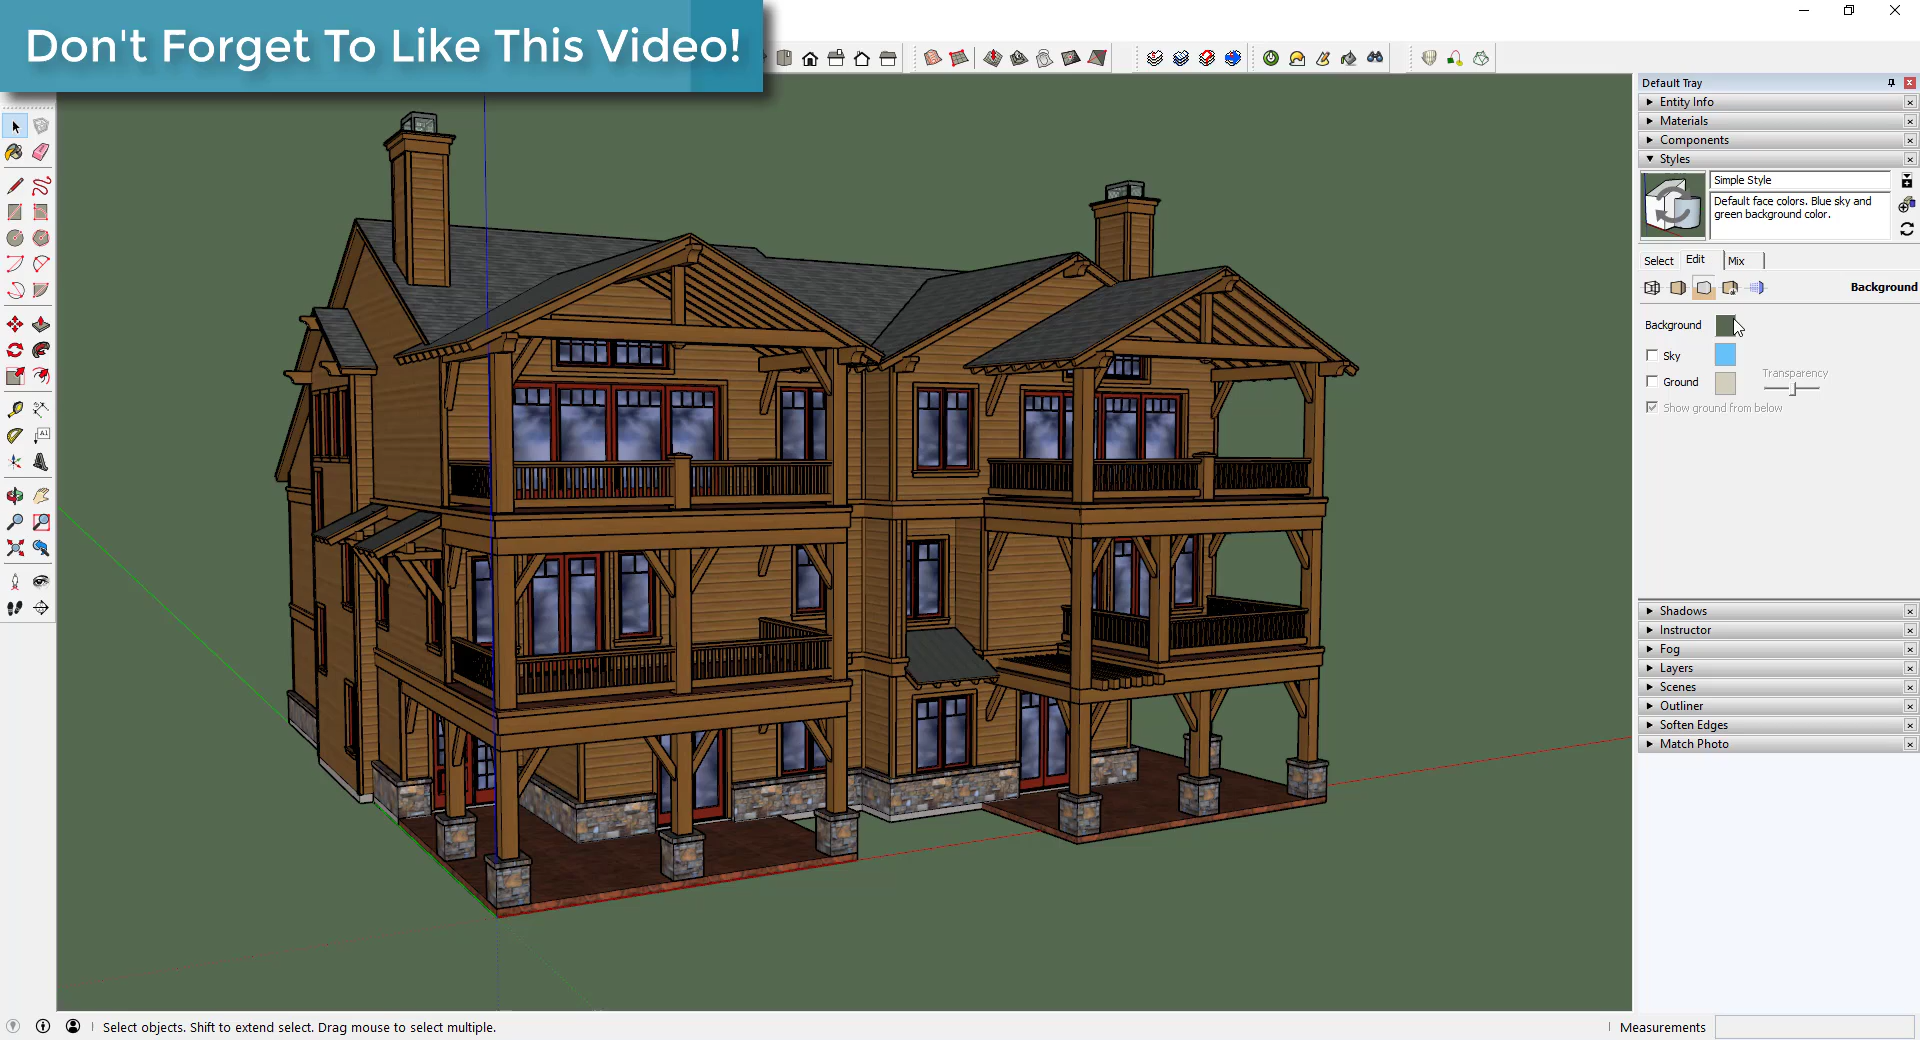 Don't Forget To Like This Video!
Default Tray
Entity Info
Materials
Components
Styles
Simple Style
Default face colors. Blue sky and
green background color.
Select Edit Mix
Background
Background
Sky
Ground
Transparency
Show ground from below
Shadows
Instructor
Fog
Layers
Scenes
Outliner
Soften Edges
Match Photo
A1
Select objects. Shift to extend select. Drag mouse to select multiple.
Measurements